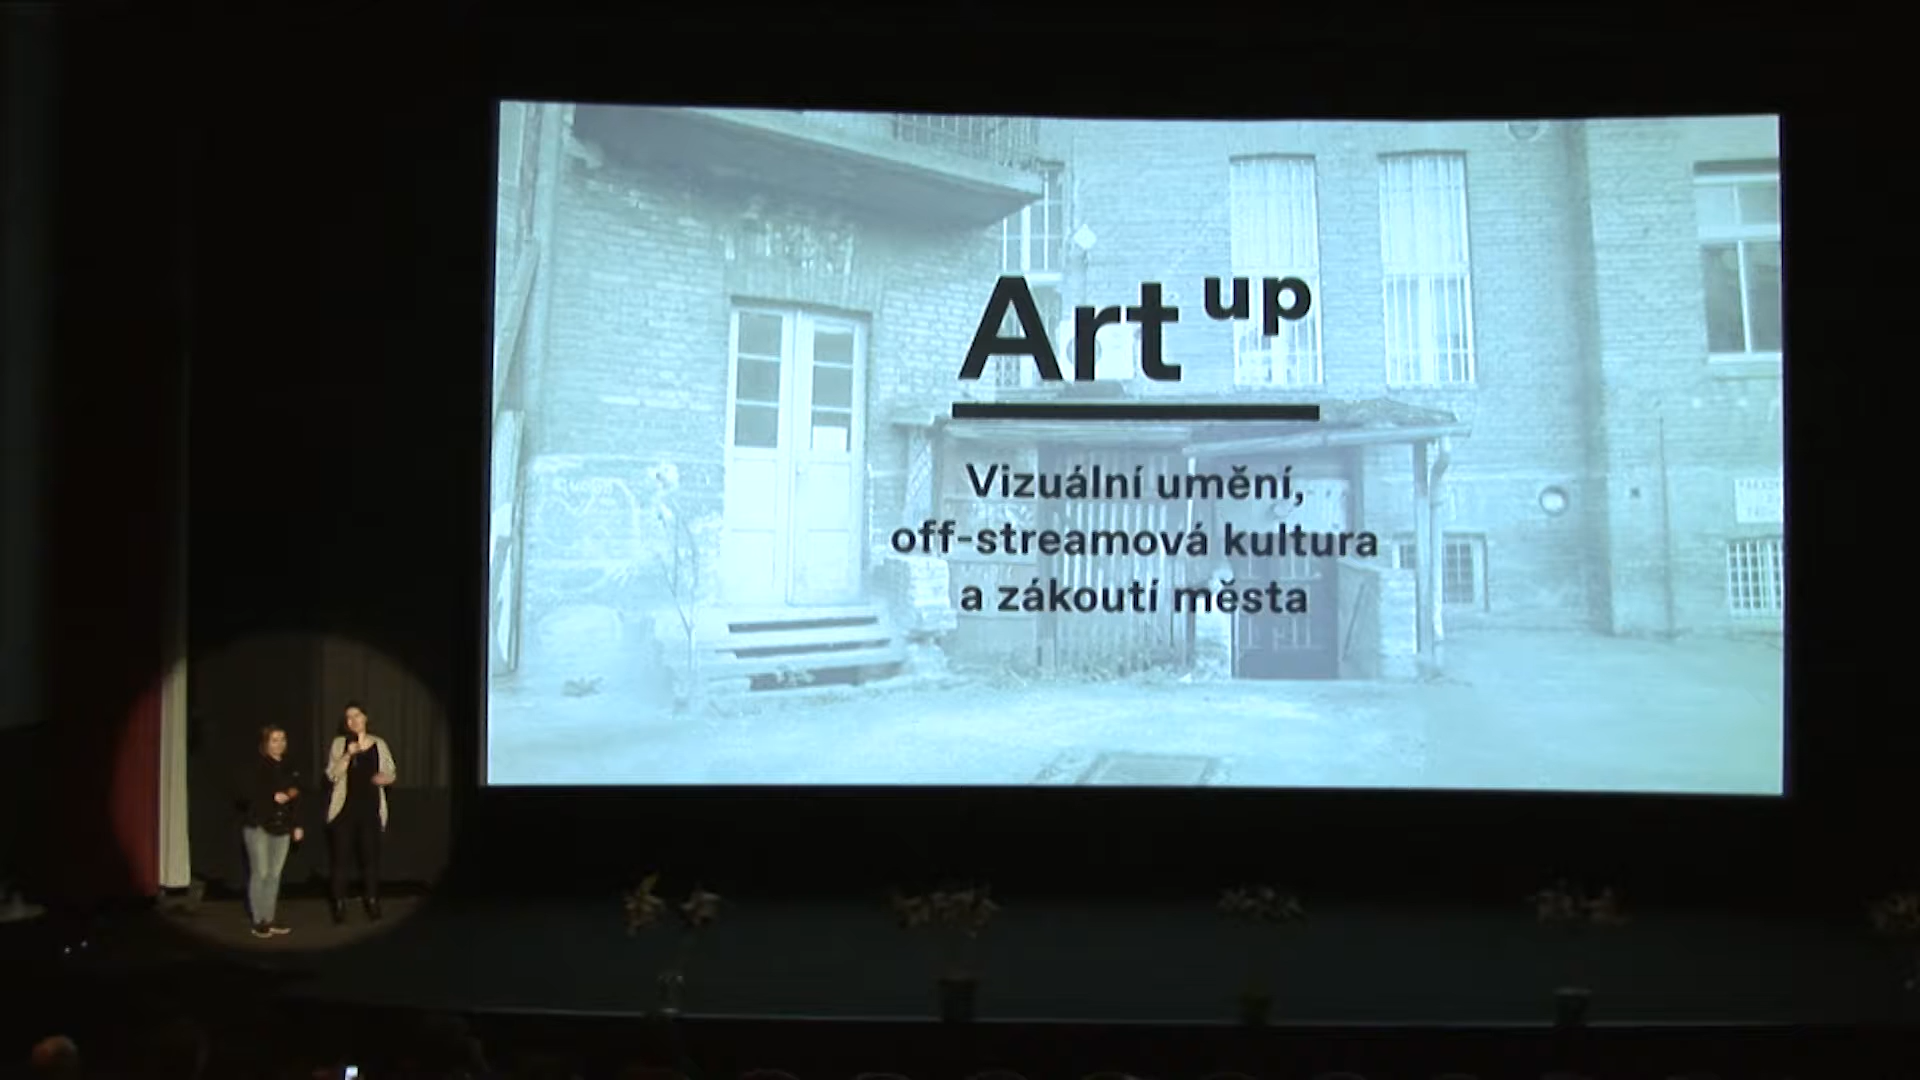 Art up
Vizuální umění,
off-streamová kultura
a zákoutí města